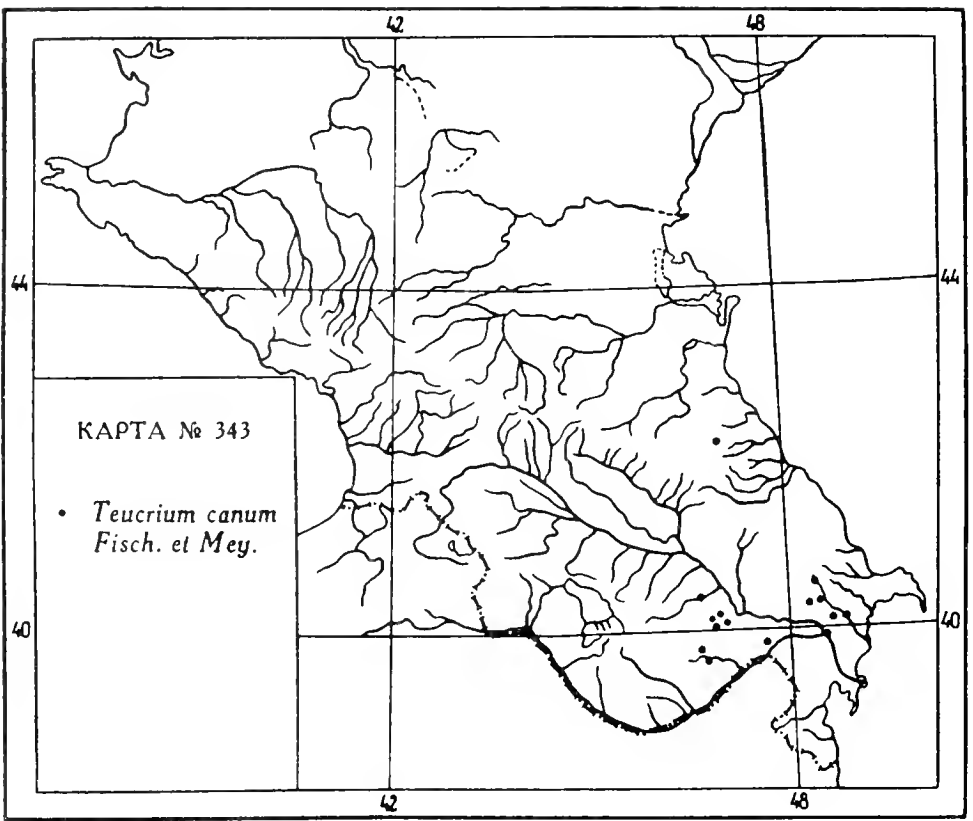 42 48
44 44
КАРТА № 343
• Teucrium canum
Fisch. et Mey.
40 40
42 48